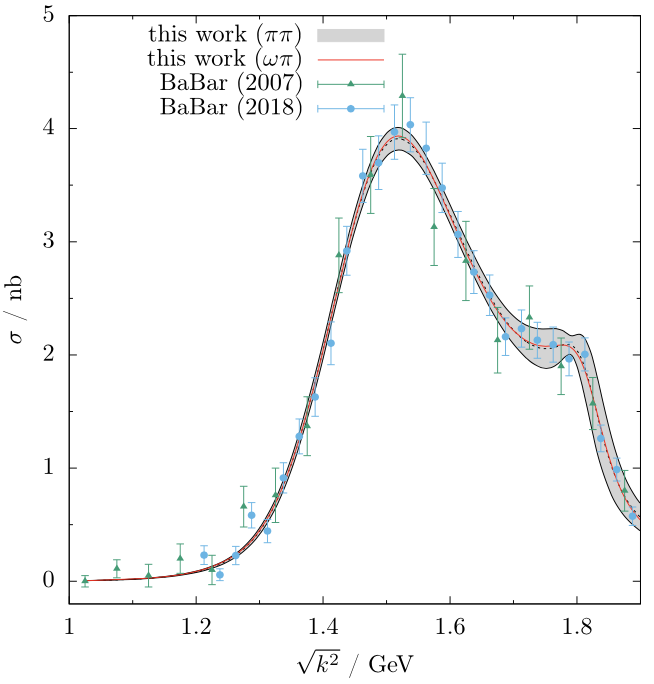 this work (ππ)
this work (ωπ)
BaBar (2007)
BaBar (2018)
5
4
3
2
1
0
σ / nb
1
1.2
1.4
1.6
1.8
√k² / GeV